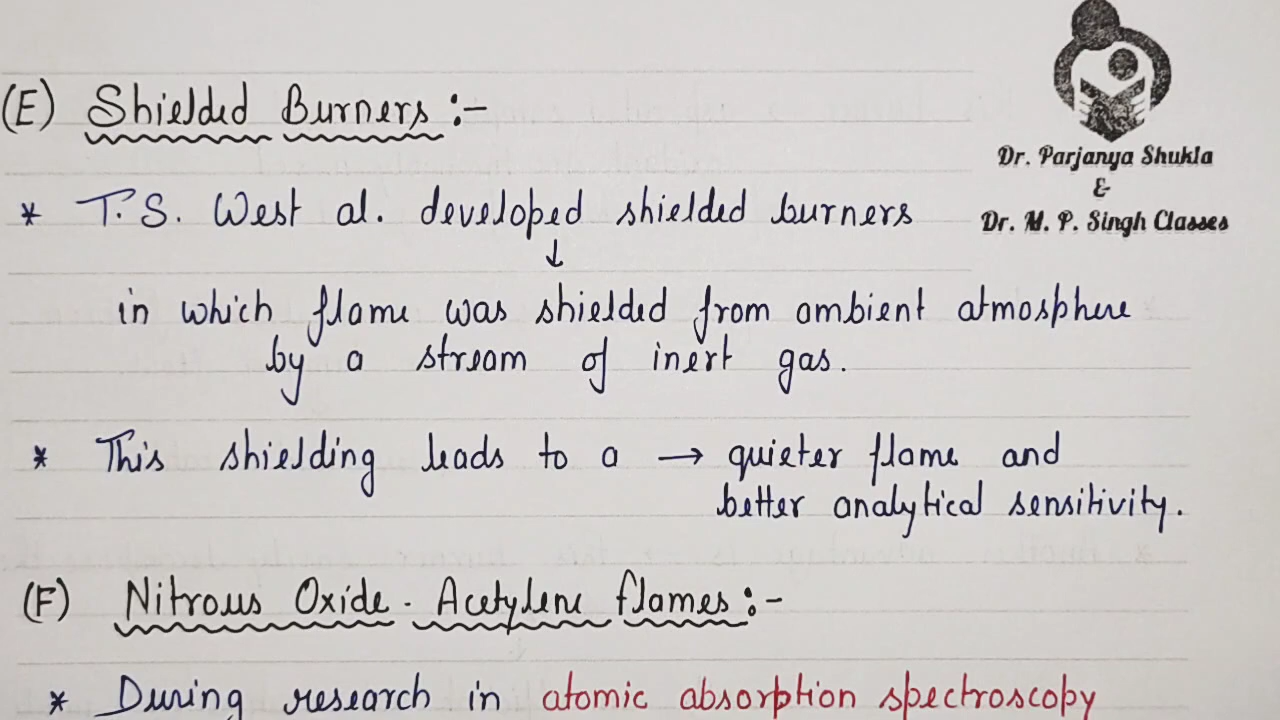 (E) Shielded Burners :-
Dr. Parjanya Shukla
&
Dr. M. P. Singh Classes
* T. S. West al. developed shielded burners
↓
in which flame was shielded from ambient atmosphere
by a stream of inert gas.
* This shielding leads to a → quieter flame and
better analytical sensitivity.
(F) Nitrous Oxide - Acetylene flames :-
* During research in atomic absorption spectroscopy